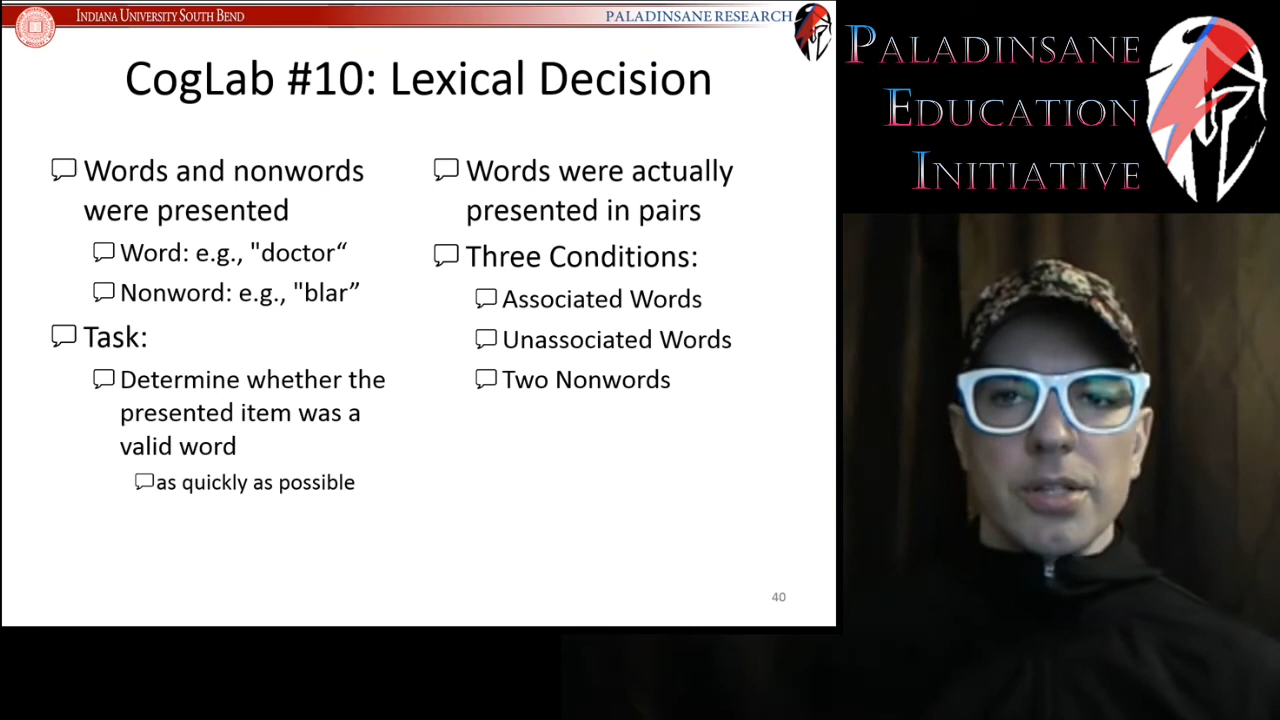 INDIANA UNIVERSITY SOUTH BEND
PALADINSANE RESEARCH
CogLab #10: Lexical Decision
Words and nonwords
were presented
Word: e.g., "doctor“
Nonword: e.g., "blar”
Task:
Determine whether the
presented item was a
valid word
as quickly as possible
Words were actually
presented in pairs
Three Conditions:
Associated Words
Unassociated Words
Two Nonwords
40
PALADINSANE
EDUCATION
INITIATIVE